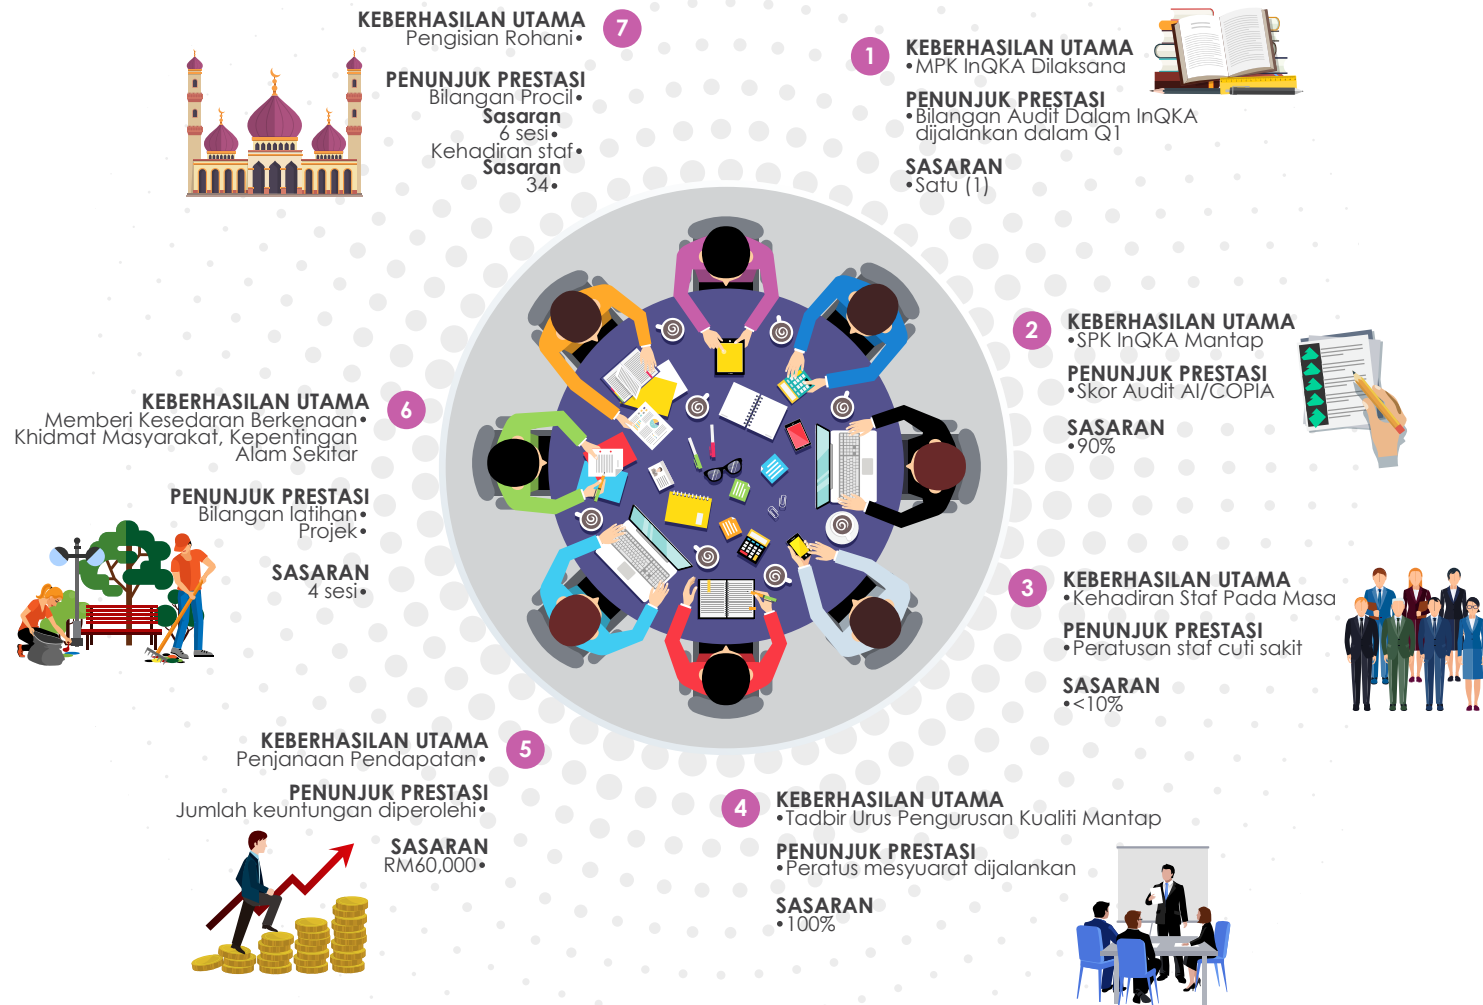 1
KEBERHASILAN UTAMA
•MPK InQKA Dilaksana
PENUNJUK PRESTASI
•Bilangan Audit Dalam InQKA
dijalankan dalam Q1
SASARAN
•Satu (1)
2
KEBERHASILAN UTAMA
•SPK InQKA Mantap
PENUNJUK PRESTASI
•Skor Audit AI/COPIA
SASARAN
•90%
3
KEBERHASILAN UTAMA
•Kehadiran Staf Pada Masa
PENUNJUK PRESTASI
•Peratusan staf cuti sakit
SASARAN
•<10%
4
KEBERHASILAN UTAMA
•Tadbir Urus Pengurusan Kualiti Mantap
PENUNJUK PRESTASI
•Peratus mesyuarat dijalankan
SASARAN
•100%
5
KEBERHASILAN UTAMA
Penjanaan Pendapatan•
PENUNJUK PRESTASI
Jumlah keuntungan diperolehi•
SASARAN
RM60,000•
6
KEBERHASILAN UTAMA
Memberi Kesedaran Berkenaan•
Khidmat Masyarakat, Kepentingan
Alam Sekitar
PENUNJUK PRESTASI
Bilangan latihan•
Projek•
SASARAN
4 sesi•
7
KEBERHASILAN UTAMA
Pengisian Rohani•
PENUNJUK PRESTASI
Bilangan Procil•
Sasaran
6 sesi•
Kehadiran staf•
Sasaran
34•